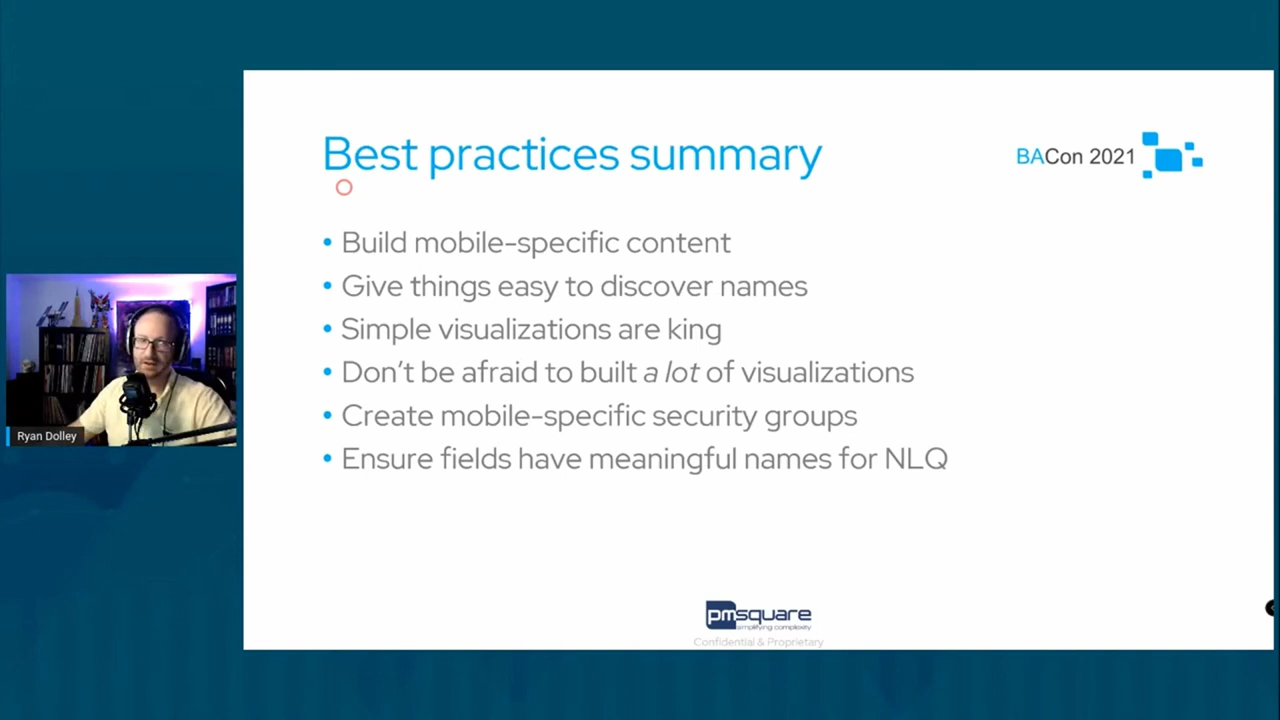 Best practices summary
BACon 2021
• Build mobile-specific content
• Give things easy to discover names
• Simple visualizations are king
• Don't be afraid to built a lot of visualizations
• Create mobile-specific security groups
• Ensure fields have meaningful names for NLQ
Ryan Dolley
pmsquare
simplifying complexity
Confidential & Proprietary